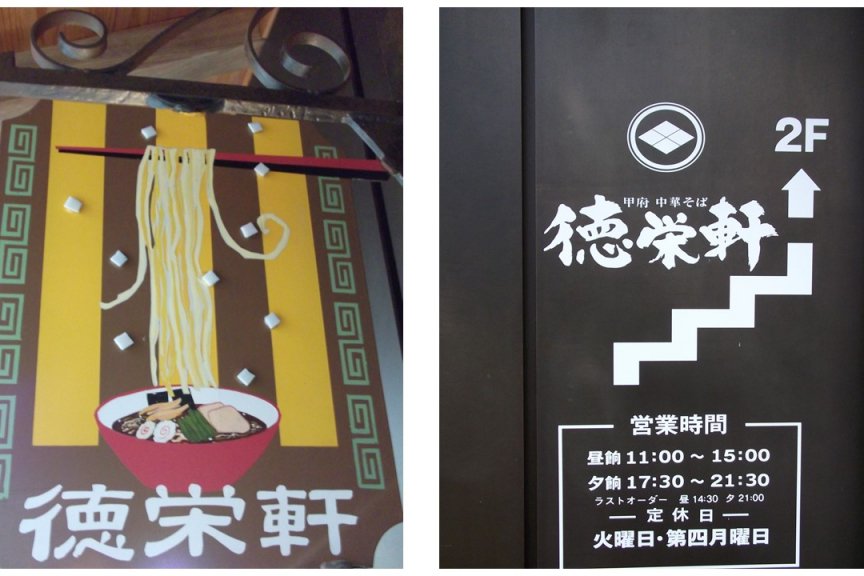 徳栄軒
2F
甲府 中華そば
徳栄軒
営業時間
昼餉 11:00 ~ 15:00
夕餉 17:30 ~ 21:30
ラストオーダー 昼 14:30 夕 21:00
定休日
火曜日・第四月曜日